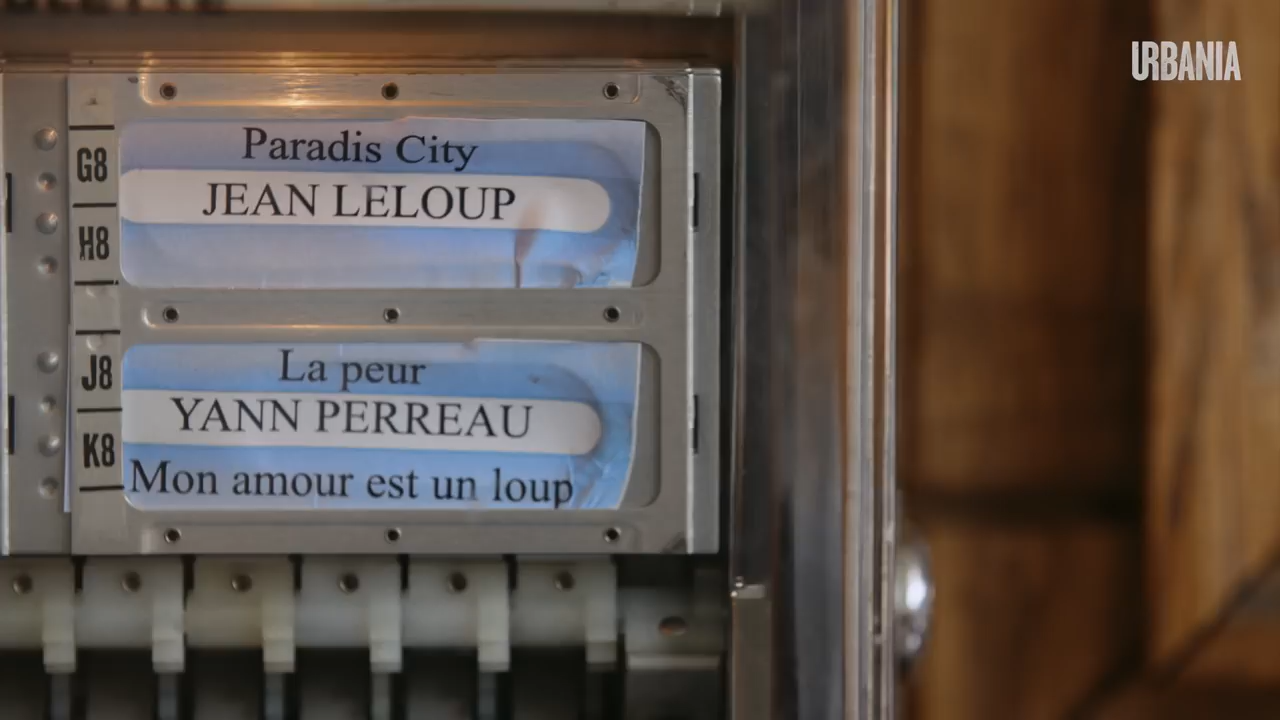 URBANIA
G8
Paradis City
JEAN LELOUP
H8
J8
La peur
YANN PERREAU
K8
Mon amour est un loup